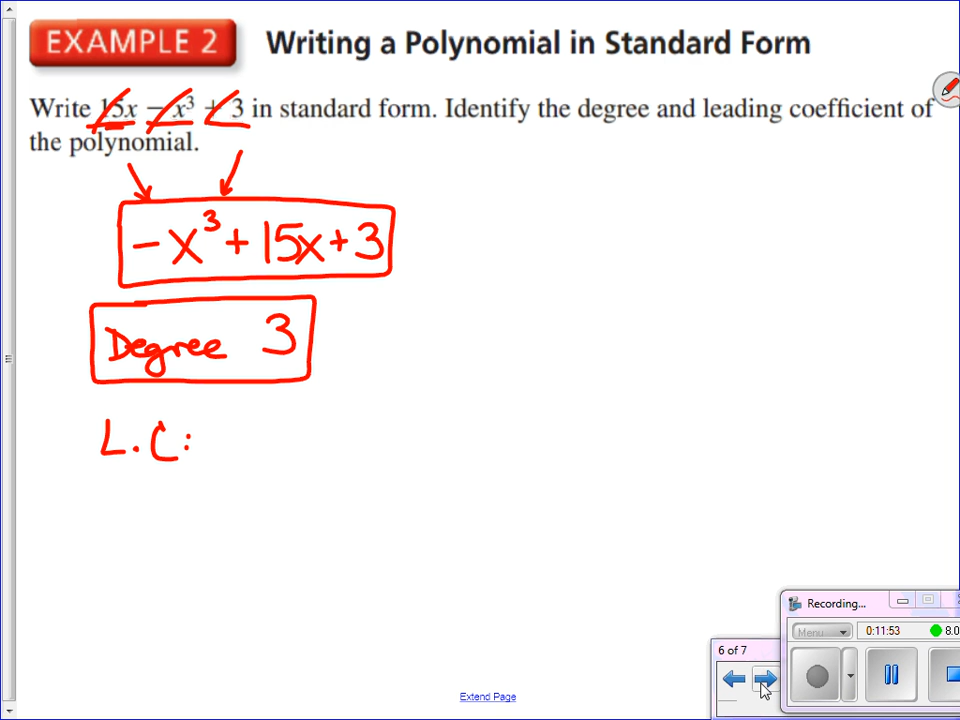 EXAMPLE 2 Writing a Polynomial in Standard Form
Write 15x − x³ + 3 in standard form. Identify the degree and leading coefficient of
the polynomial.
-x³+15x+3
Degree 3
L.C:
Recording...
Menu 0:11:53 8.0
6 of 7
Extend Page